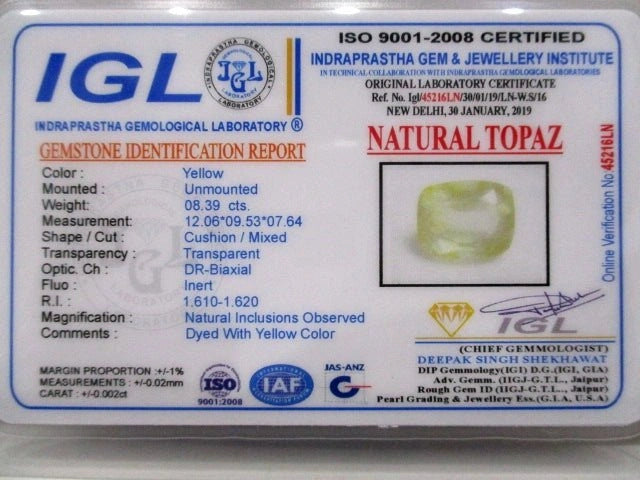 IGL
INDRAPRASTHA GEMOLOGICAL LABORATORY
JGL
INDRAPRASTHA GEMOLOGICAL LABORATORY ®
GEMSTONE IDENTIFICATION REPORT
Color : Yellow
Mounted : Unmounted
Weight: 08.39 cts.
Measurement: 12.06*09.53*07.64
Shape / Cut : Cushion / Mixed
Transparency : Transparent
Optic. Ch : DR-Biaxial
Fluo : Inert
R.I. : 1.610-1.620
Magnification : Natural Inclusions Observed
Comments : Dyed With Yellow Color
MARGIN PROPORTION :+/-1%
MEASUREMENTS : +/-0.02mm
CARAT : +/-0.002ct
ISO
9001:2008
IAF
JAS-ANZ
ISO 9001-2008 CERTIFIED
INDRAPRASTHA GEM & JEWELLERY INSTITUTE
IN TECHNICAL COLLABORATION WITH INDRAPRASTHA GEMOLOGICAL LABORATORIES
ORIGINAL LABORATORY CERTIFICATE
Ref. No. Igl/45216LN/30/01/19/LN-W.S/16
NEW DELHI, 30 JANUARY, 2019
NATURAL TOPAZ
Online Verification No.45216LN
IGL
(CHIEF GEMMOLOGIST)
DEEPAK SINGH SHEKHAWAT
DIP Gemmology(IGI) D.G.(IGL, GIA)
Adv. Gemm. (IIGJ-G.T.L., Jaipur)
Rough Gem ID (IIGJ-G.T.L., Jaipur)
Pearl Grading & Jewellery Ess.(G.I.A, U.S.A)